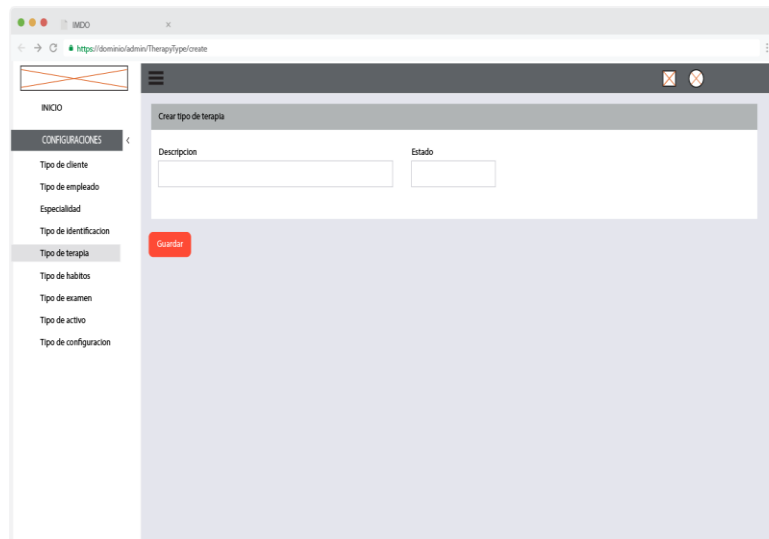 IMDO
https://dominio/admin/TherapyType/create
INICIO
CONFIGURACIONES
Tipo de cliente
Tipo de empleado
Especialidad
Tipo de identificacion
Tipo de terapia
Tipo de habitos
Tipo de examen
Tipo de activo
Tipo de configuracion
Crear tipo de terapia
Descripcion
Estado
Guardar